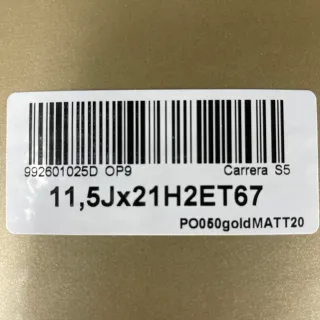 992601025D OP9 Carrera S5
11,5Jx21H2ET67
PO050goldMATT20